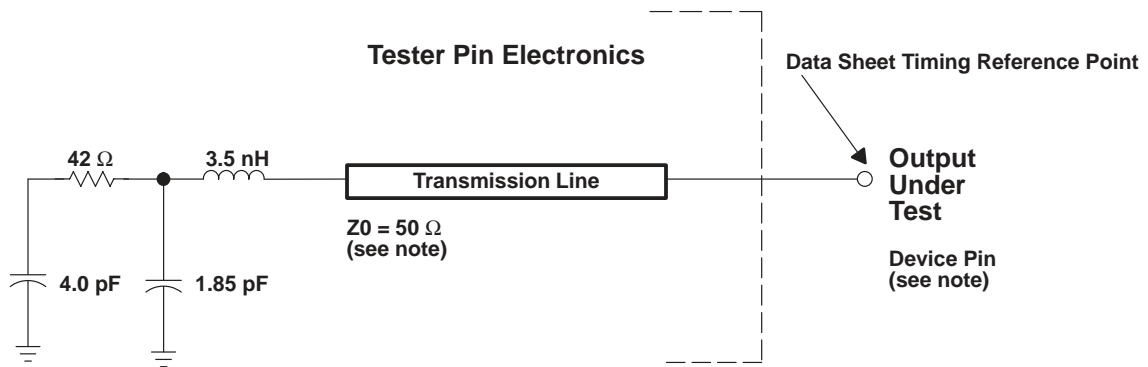 Tester Pin Electronics
Data Sheet Timing Reference Point
42 Ω
3.5 nH
Transmission Line
Output
Under
Test
Z0 = 50 Ω
(see note)
Device Pin
(see note)
4.0 pF
1.85 pF